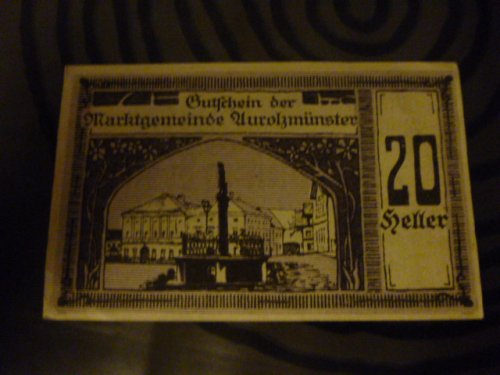 Gutschein der
Marktgemeinde Aurolzmünster
20
Heller